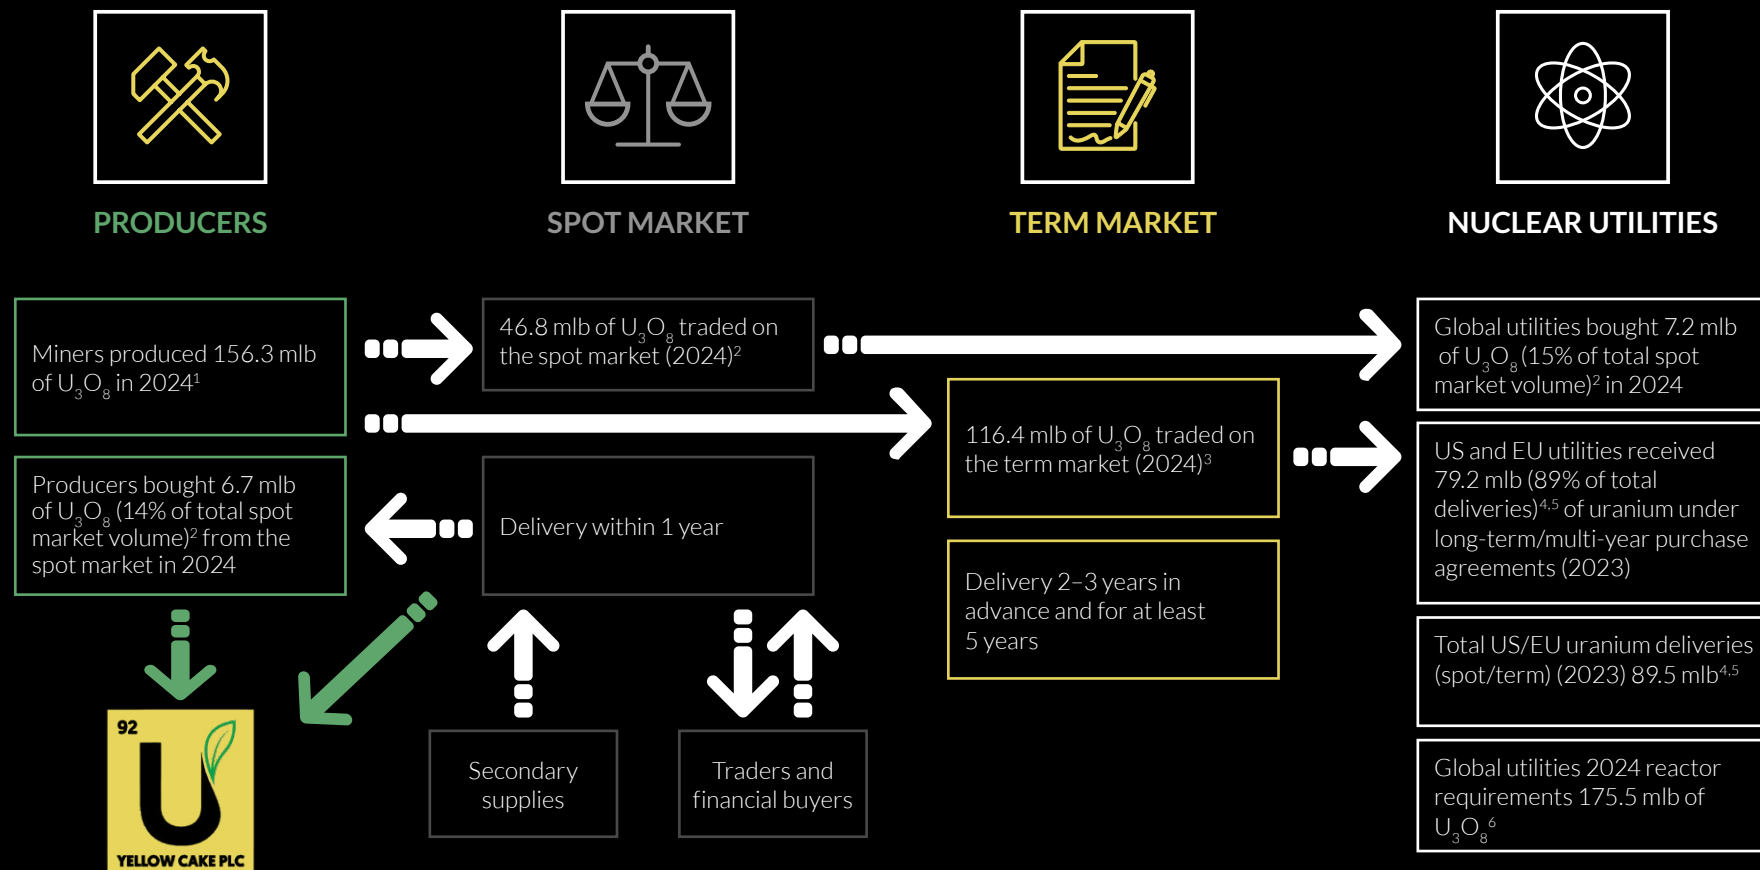 PRODUCERS
SPOT MARKET
TERM MARKET
NUCLEAR UTILITIES
Miners produced 156.3 mlb
of U₃O₈ in 2024¹
Producers bought 6.7 mlb
of U₃O₈ (14% of total spot
market volume)² from the
spot market in 2024
92
U
YELLOW CAKE PLC
46.8 mlb of U₃O₈ traded on
the spot market (2024)²
Delivery within 1 year
Secondary
supplies
Traders and
financial buyers
116.4 mlb of U₃O₈ traded on
the term market (2024)³
Delivery 2–3 years in
advance and for at least
5 years
Global utilities bought 7.2 mlb
of U₃O₈ (15% of total spot
market volume)² in 2024
US and EU utilities received
79.2 mlb (89% of total
deliveries)⁴,⁵ of uranium under
long-term/multi-year purchase
agreements (2023)
Total US/EU uranium deliveries
(spot/term) (2023) 89.5 mlb⁴,⁵
Global utilities 2024 reactor
requirements 175.5 mlb of
U₃O₈⁶